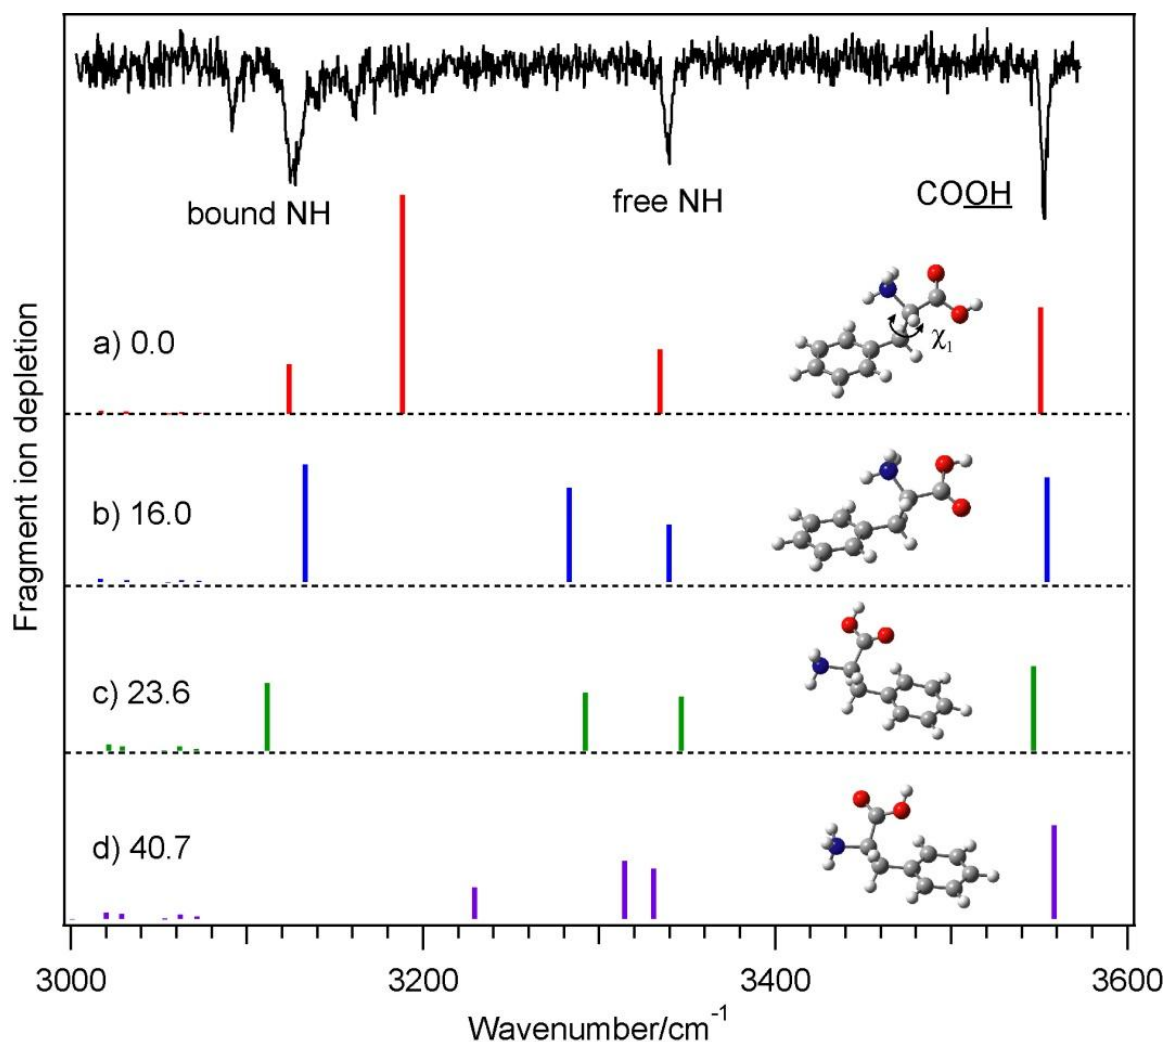 bound NH
free NH
COOH
a) 0.0
χ1
b) 16.0
c) 23.6
d) 40.7
Fragment ion depletion
3000
3200
3400
3600
Wavenumber/cm-1